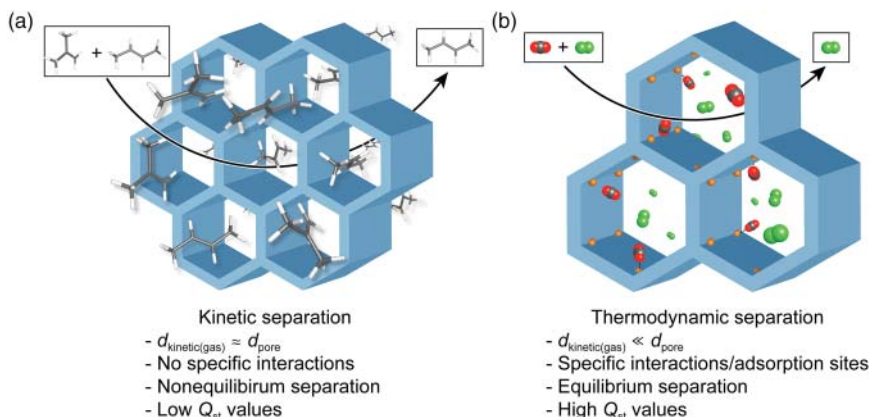 (a)
+
Kinetic separation
- dkinetic(gas) ≈ dpore
- No specific interactions
- Nonequilibrum separation
- Low Qst values
(b)
+
Thermodynamic separation
- dkinetic(gas) ≪ dpore
- Specific interactions/adsorption sites
- Equilibrium separation
- High Qst values